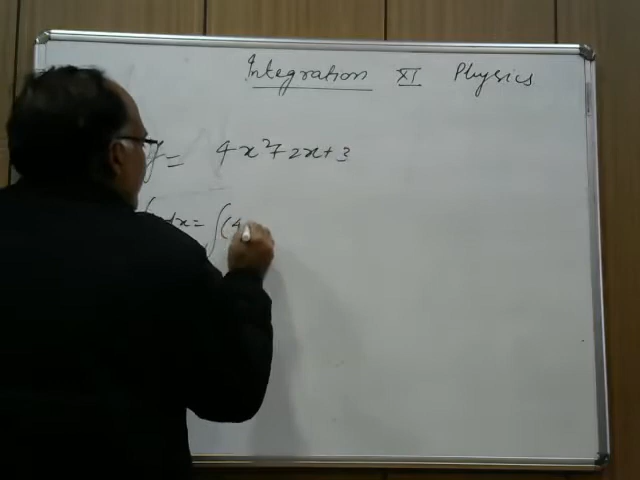 Integration XI Physics
y = 4x²+2x+3
dx = ∫(4